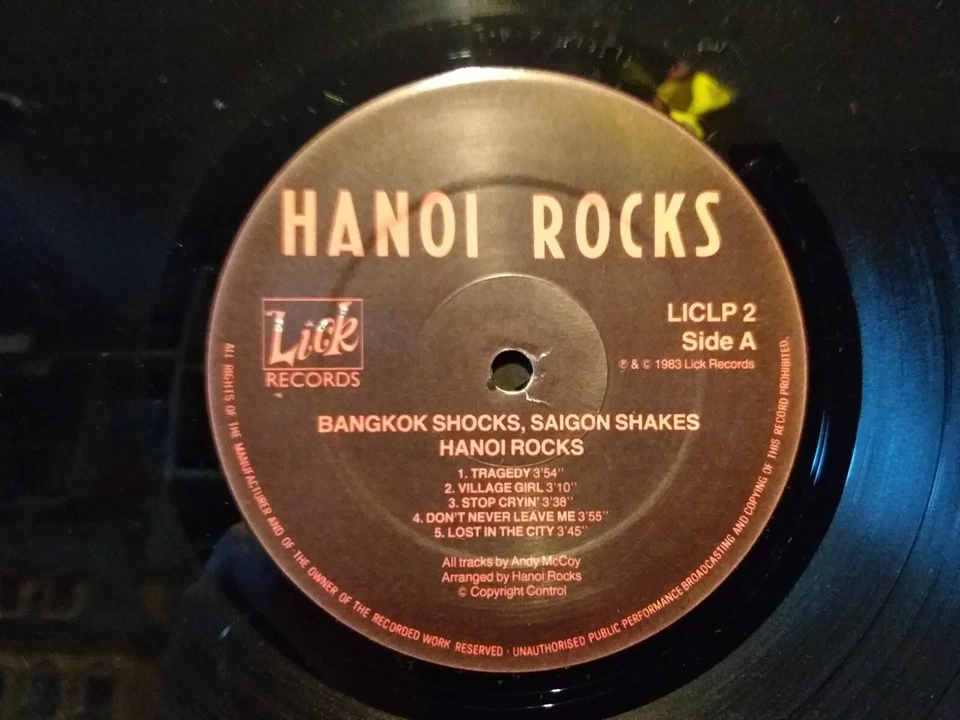 HANOI ROCKS
Lick
RECORDS
LICLP 2
Side A
℗ & © 1983 Lick Records
BANGKOK SHOCKS, SAIGON SHAKES
HANOI ROCKS
1. TRAGEDY 3'54''
2. VILLAGE GIRL 3'10''
3. STOP CRYIN' 3'38''
4. DON'T NEVER LEAVE ME 3'55''
5. LOST IN THE CITY 3'45''
All tracks by Andy McCoy
Arranged by Hanoi Rocks
© Copyright Control
ALL RIGHTS OF THE MANUFACTURER AND OF THE OWNER OF THE RECORDED WORK RESERVED · UNAUTHORISED PUBLIC PERFORMANCE BROADCASTING AND COPYING OF THIS RECORD PROHIBITED.